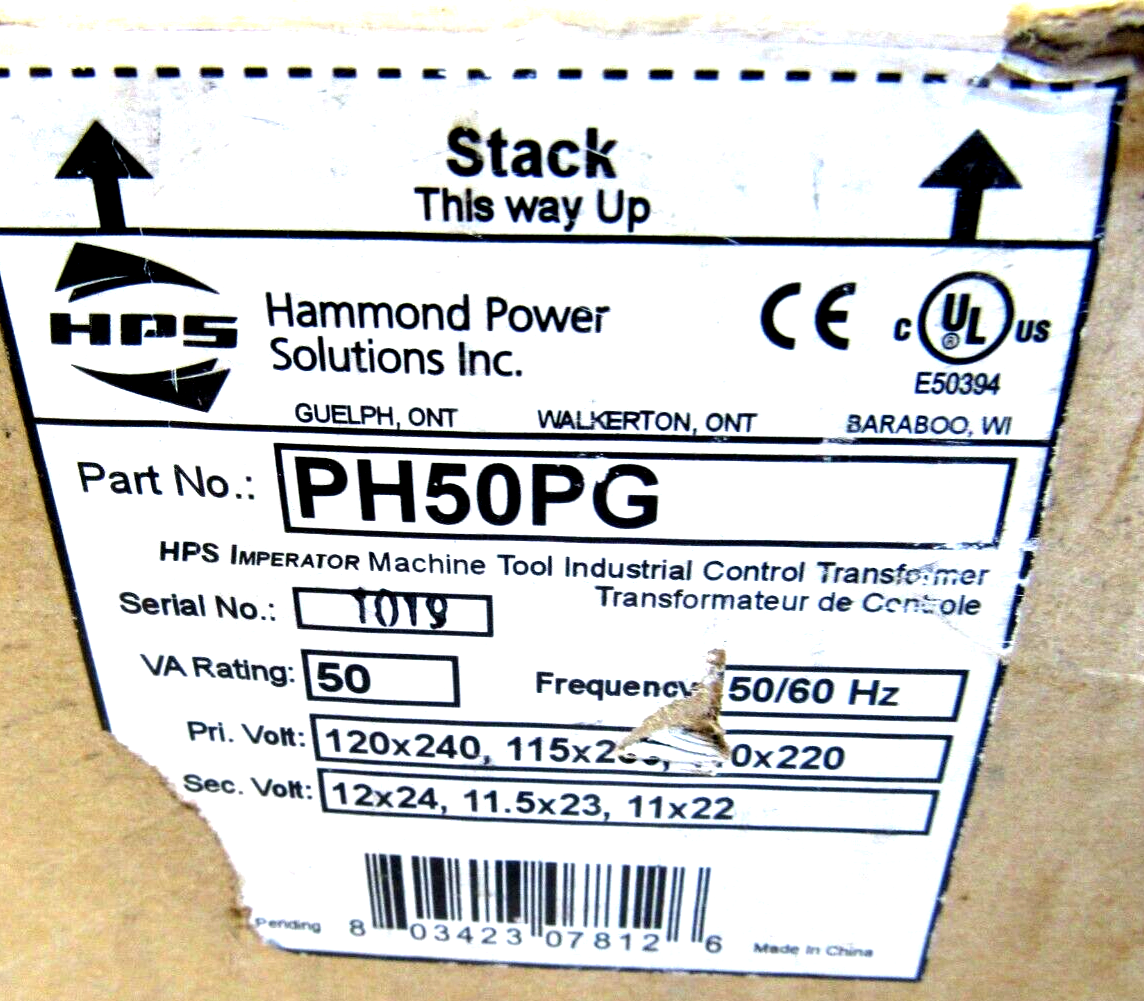 Stack
This way Up
HPS
Hammond Power
Solutions Inc.
CE
C UL ® US
E50394
GUELPH, ONT WALKERTON, ONT BARABOO, WI
Part No.: PH50PG
HPS IMPERATOR Machine Tool Industrial Control Transformer
Transformateur de Controle
Serial No.: 1019
VA Rating: 50
Frequency 50/60 Hz
Pri. Volt: 120x240, 0x220
Sec. Volt: 12x24, 11.5x23, 11x22
Pending
8 03423 07812 6
Made In China